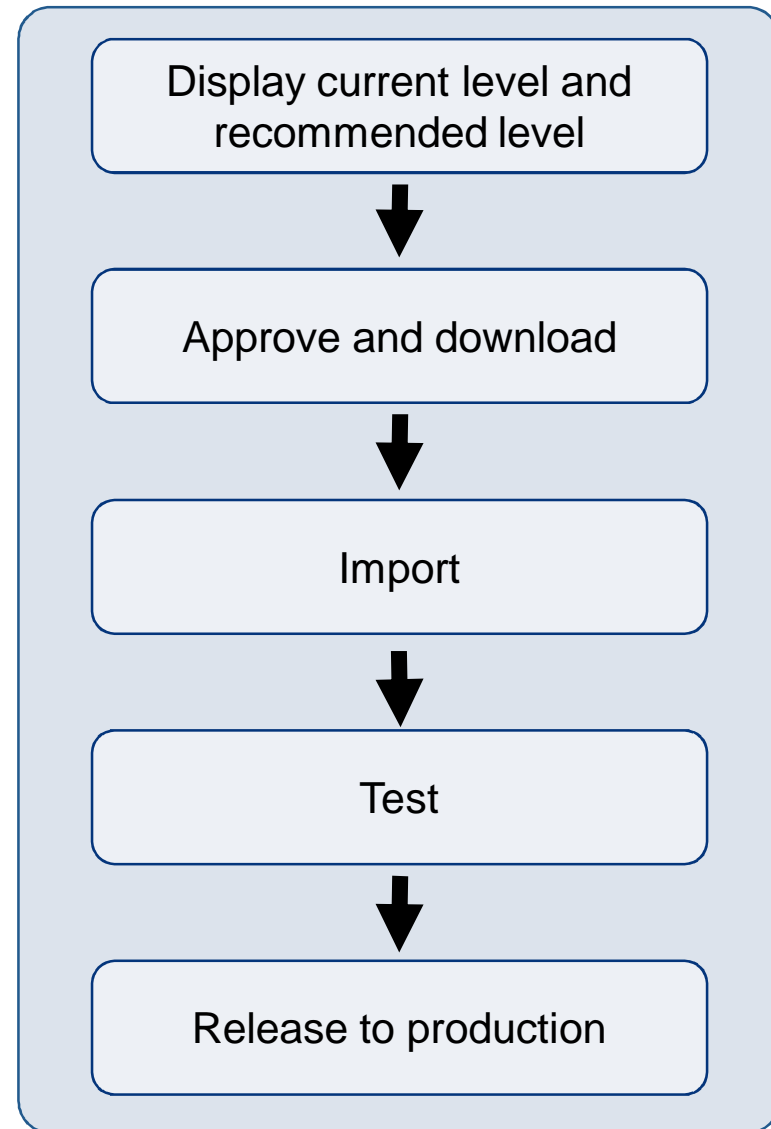 Display current level and
recommended level
Approve and download
Import
Test
Release to production